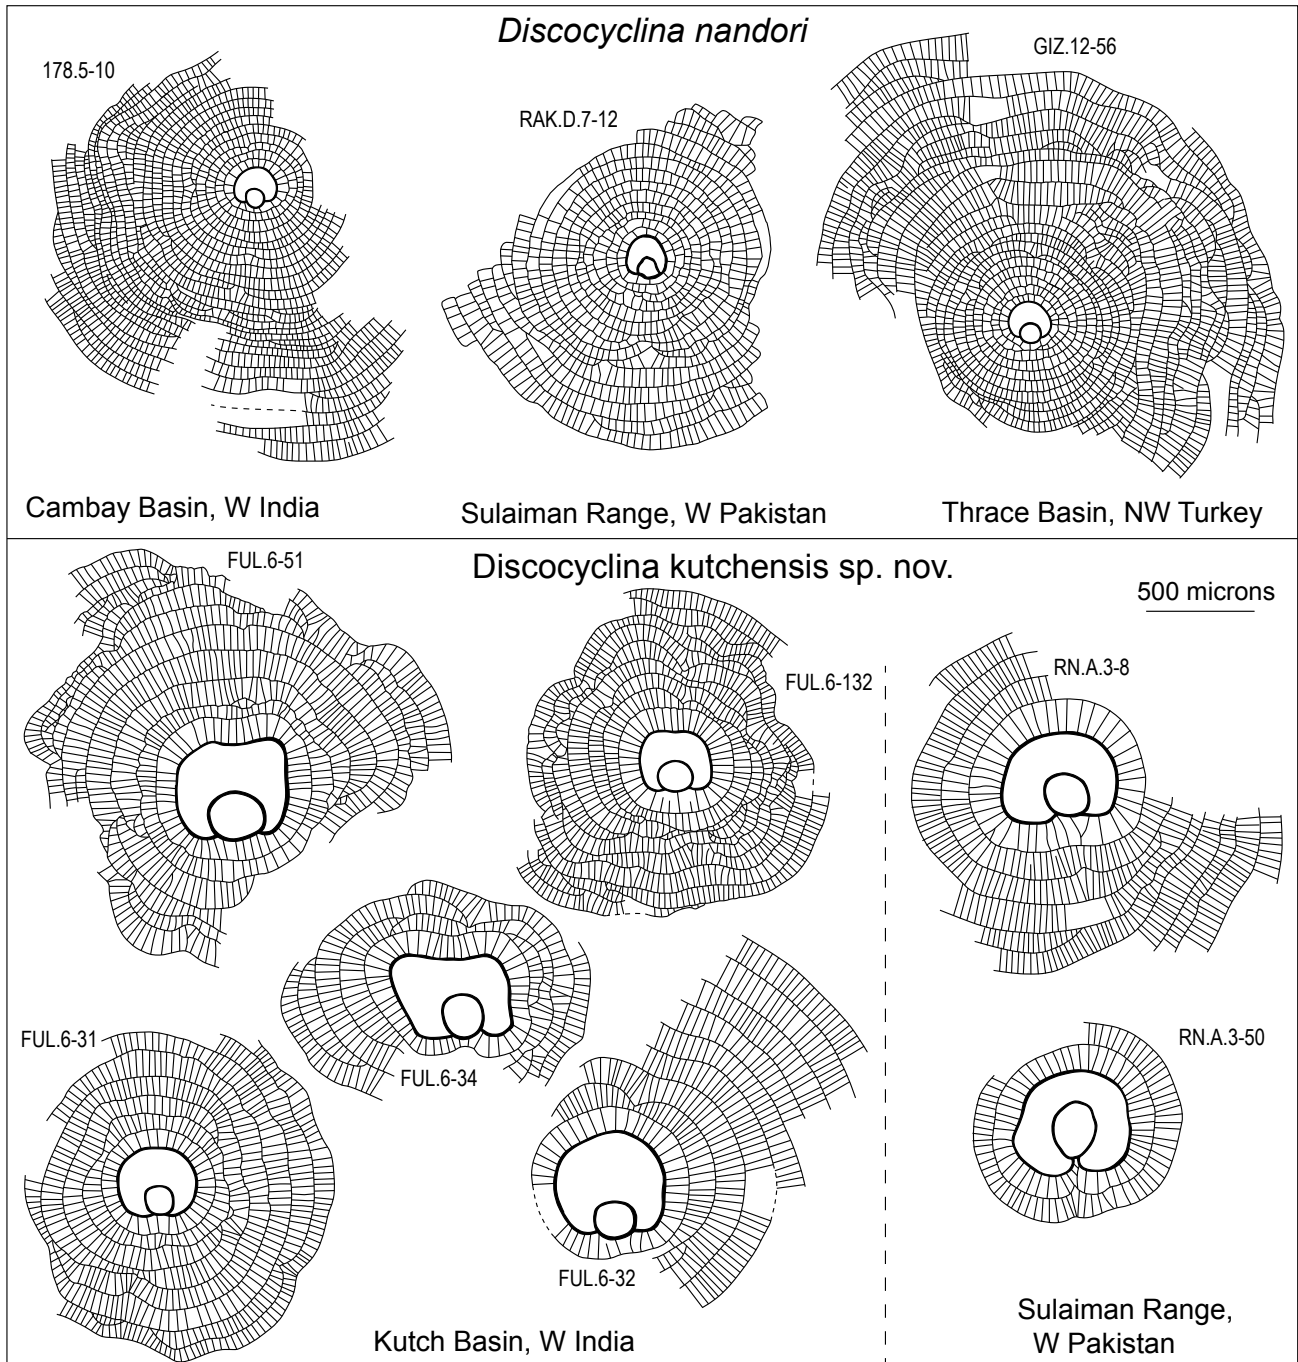 Discocyclina nandori
178.5-10
RAK.D.7-12
GIZ.12-56
Cambay Basin, W India
Sulaiman Range, W Pakistan
Thrace Basin, NW Turkey
Discocyclina kutchensis sp. nov.
500 microns
FUL.6-51
FUL.6-132
RN.A.3-8
FUL.6-34
FUL.6-31
FUL.6-32
RN.A.3-50
Kutch Basin, W India
Sulaiman Range,
W Pakistan